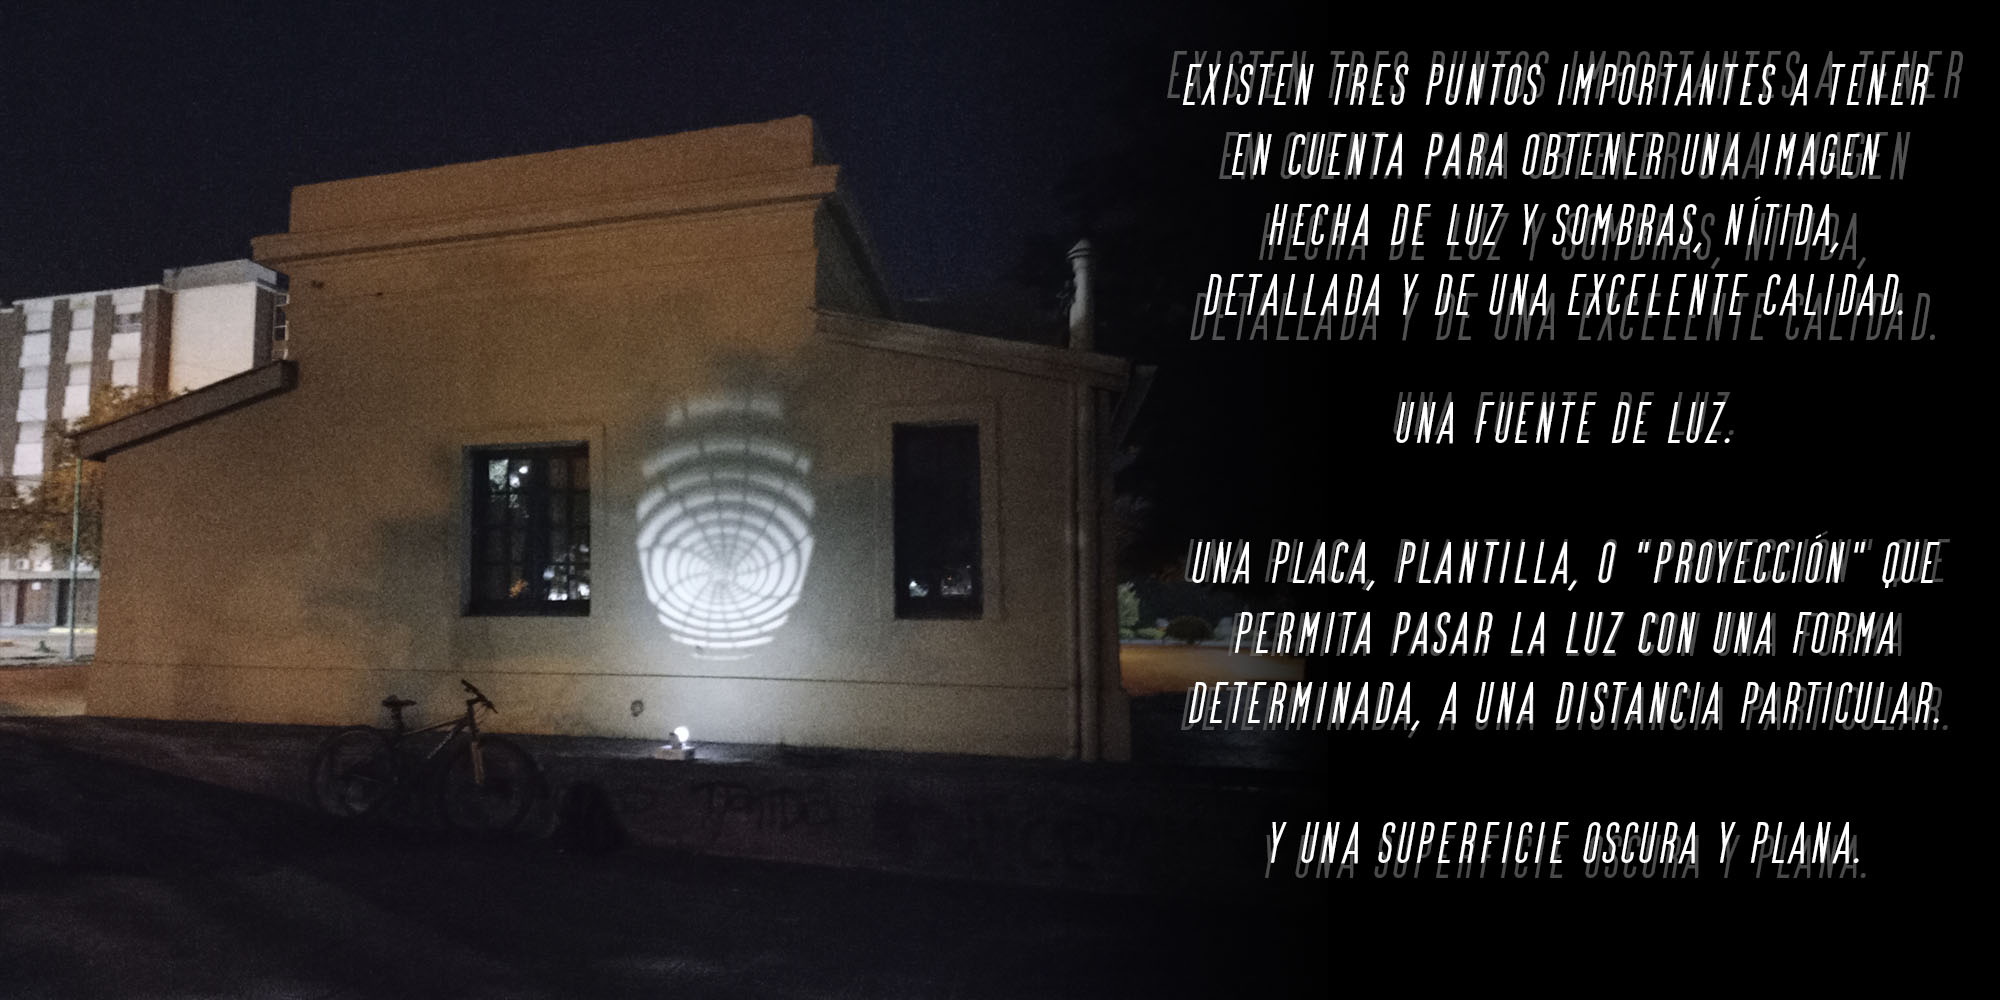 EXISTEN TRES PUNTOS IMPORTANTES A TENER
EN CUENTA PARA OBTENER UNA IMAGEN
HECHA DE LUZ Y SOMBRAS, NÍTIDA,
DETALLADA Y DE UNA EXCELENTE CALIDAD.
UNA FUENTE DE LUZ.
UNA PLACA, PLANTILLA, O "PROYECCIÓN" QUE
PERMITA PASAR LA LUZ CON UNA FORMA
DETERMINADA, A UNA DISTANCIA PARTICULAR.
Y UNA SUPERFICIE OSCURA Y PLANA.